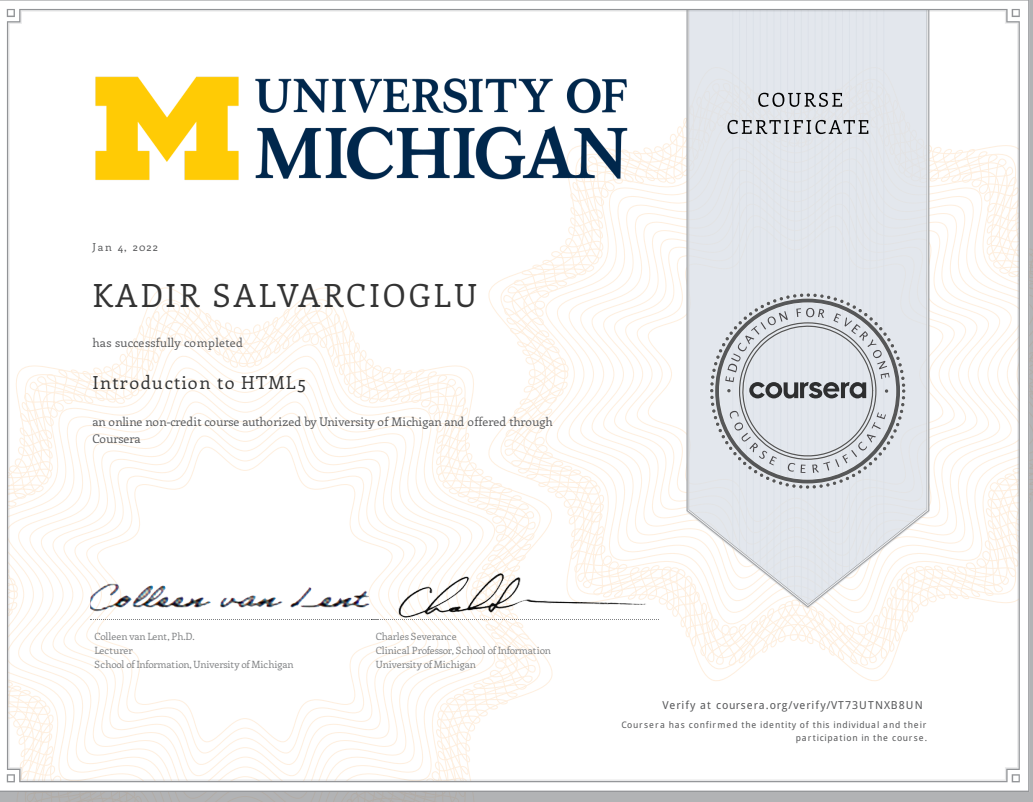 UNIVERSITY OF
MICHIGAN
COURSE
CERTIFICATE
Jan 4, 2022
KADIR SALVARCIOGLU
has successfully completed
Introduction to HTML5
an online non-credit course authorized by University of Michigan and offered through
Coursera
EDUCATION FOR EVERYONE
coursera
COURSE CERTIFICATE
Colleen van Lent
Colleen van Lent, Ph.D.
Lecturer
School of Information, University of Michigan
Charles Severance
Clinical Professor, School of Information
University of Michigan
Verify at coursera.org/verify/VT73UTNXB8UN
Coursera has confirmed the identity of this individual and their
participation in the course.